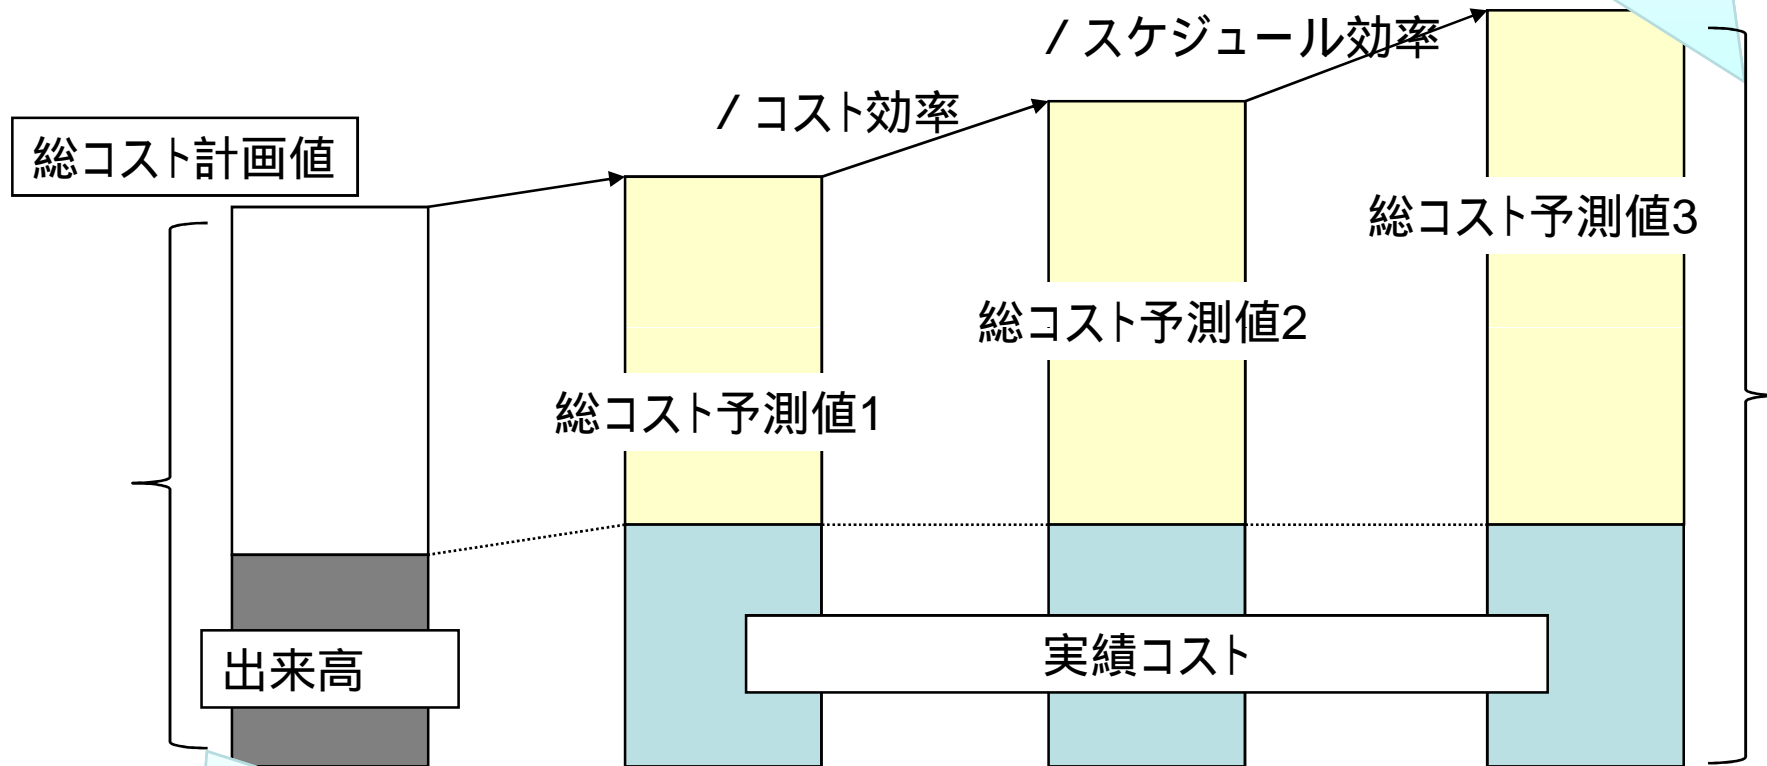 / スケジュール効率
/ コスト効率
総コスト計画値
総コスト予測値3
総コスト予測値2
総コスト予測値1
出来高
実績コスト